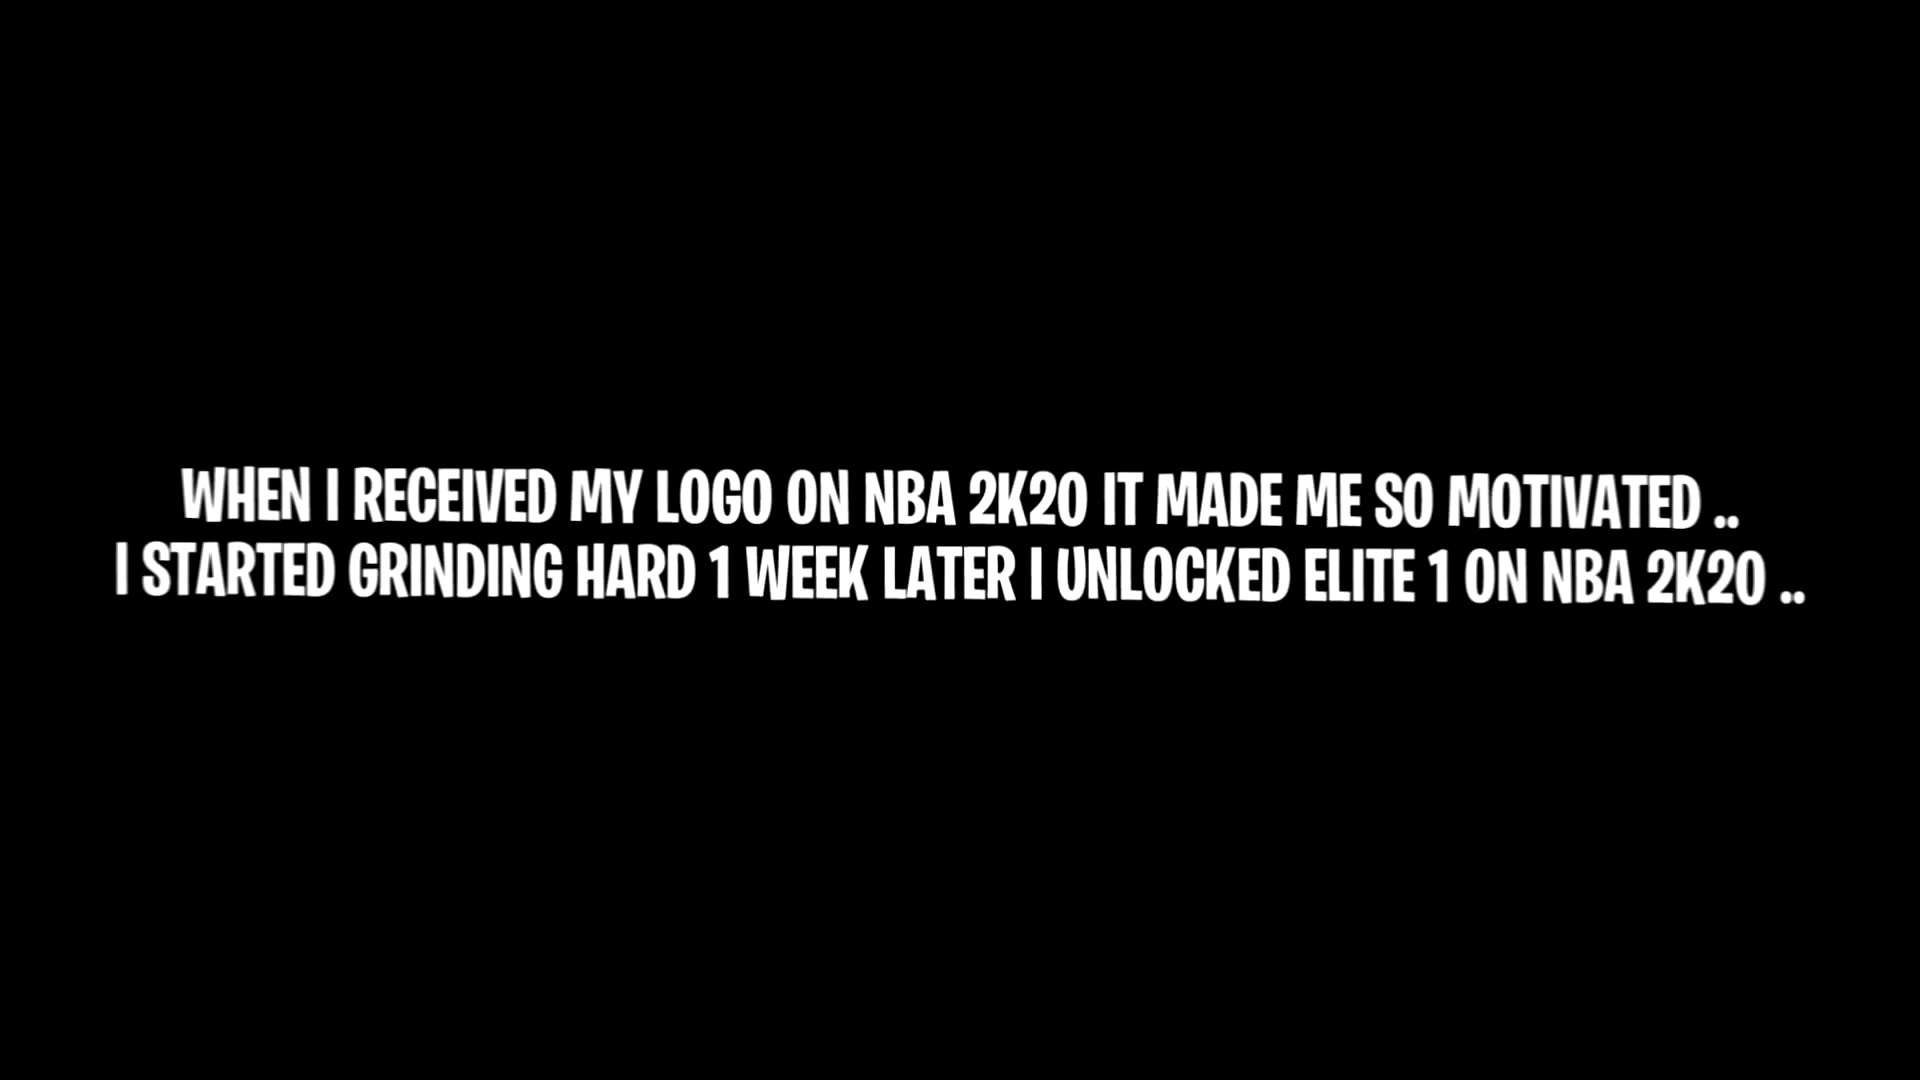 WHEN I RECEIVED MY LOGO ON NBA 2K20 IT MADE ME SO MOTIVATED ..
I STARTED GRINDING HARD 1 WEEK LATER I UNLOCKED ELITE 1 ON NBA 2K20 ..